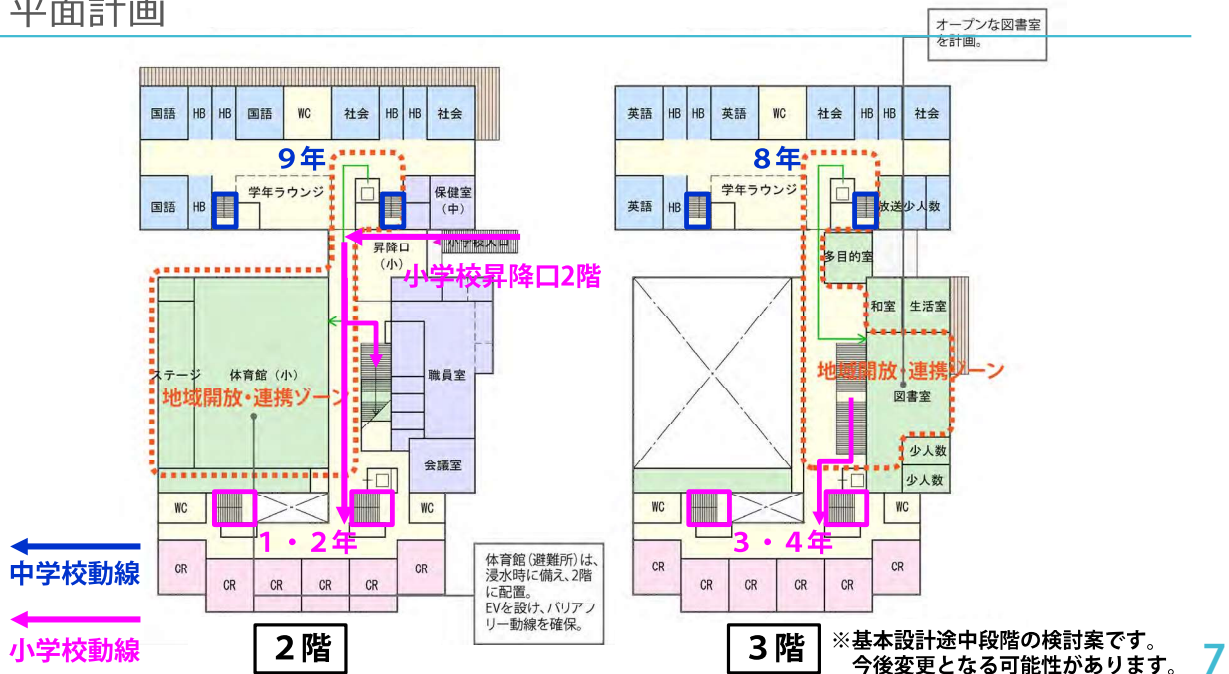 平面計画
オープンな図書室
を計画。
国語 HB HB 国語 WC 社会 HB HB 社会
9年
国語 HB 学年ラウンジ 保健室
(中)
昇降口
(小)
小学校昇降口2階
ステージ 体育館(小) 職員室
地域開放・連携ゾーン
会議室
WC WC
1・2年
CR CR CR CR CR CR
体育館(避難所)は、
浸水時に備え、2階
に配置。
EVを設け、バリアフ
リー動線を確保。
2階
英語 HB HB 英語 WC 社会 HB HB 社会
8年
英語 HB 学年ラウンジ 放送 少人数
多目的室
和室 生活室
地域開放・連携ゾーン
図書室
少人数
少人数
WC WC
3・4年
CR CR CR CR CR CR
3階
中学校動線
小学校動線
※基本設計途中段階の検討案です。
今後変更となる可能性があります。
7